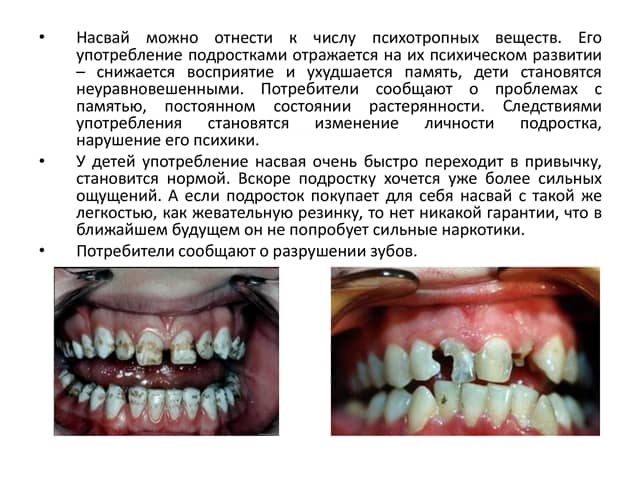 • Насвай можно отнести к числу психотропных веществ. Его
употребление подростками отражается на их психическом развитии
– снижается восприятие и ухудшается память, дети становятся
неуравновешенными. Потребители сообщают о проблемах с
памятью, постоянном состоянии растерянности. Следствиями
употребления становятся изменение личности подростка,
нарушение его психики.
• У детей употребление насвая очень быстро переходит в привычку,
становится нормой. Вскоре подростку хочется уже более сильных
ощущений. А если подросток покупает для себя насвай с такой же
легкостью, как жевательную резинку, то нет никакой гарантии, что в
ближайшем будущем он не попробует сильные наркотики.
• Потребители сообщают о разрушении зубов.